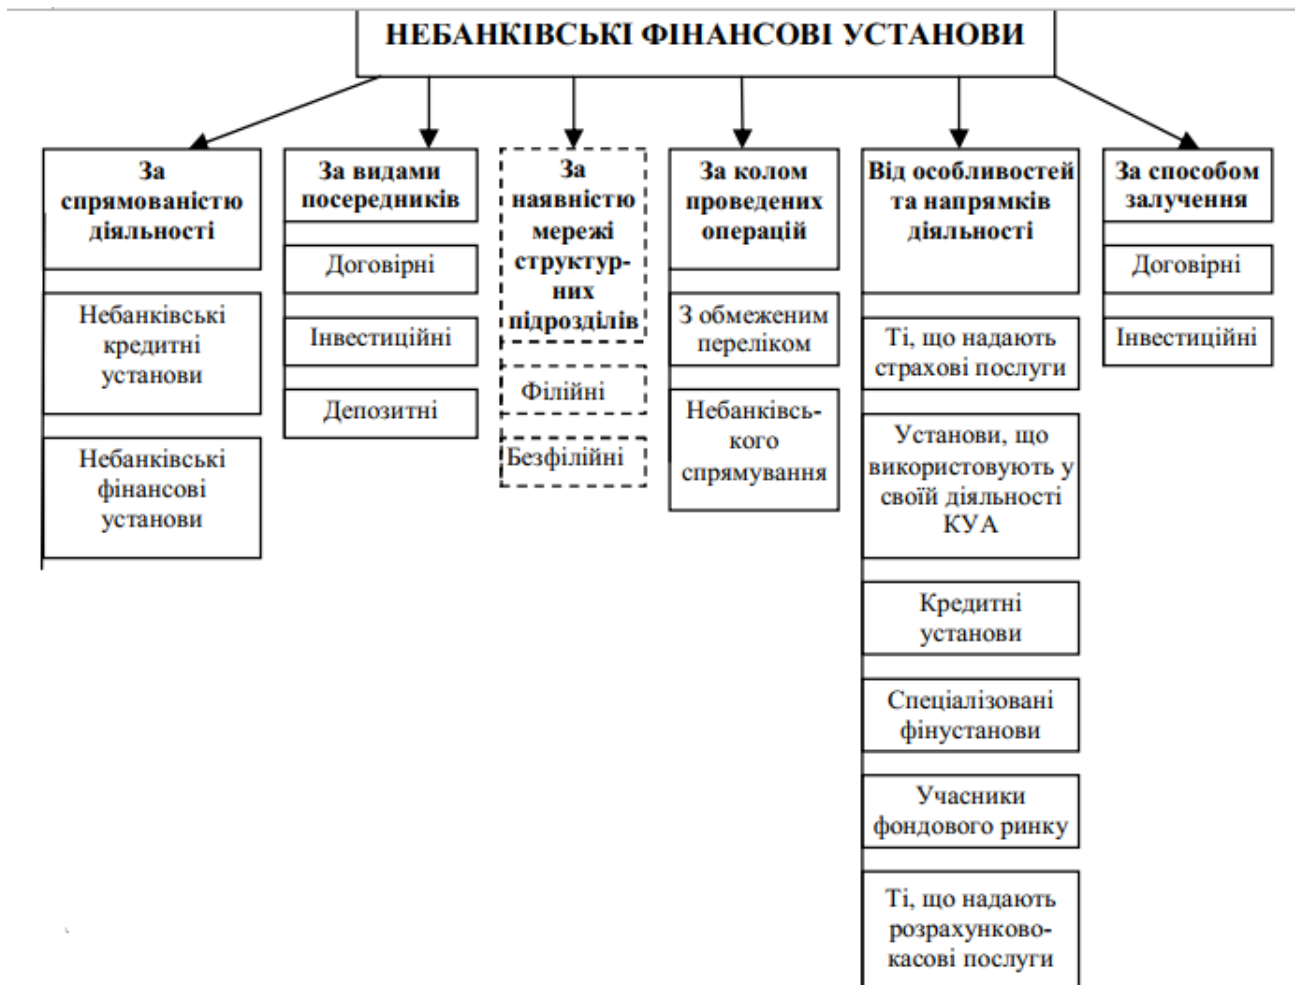 НЕБАНКІВСЬКІ ФІНАНСОВІ УСТАНОВИ
За
спрямованістю
діяльності
Небанківські
кредитні
установи
Небанківські
фінансові
установи
За видами
посередників
Договірні
Інвестиційні
Депозитні
За
наявністю
мережі
структур-
них
підрозділів
Філійні
Безфілійні
За колом
проведених
операцій
З обмеженим
переліком
Небанківсь-
кого
спрямування
Від особливостей
та напрямків
діяльності
Ті, що надають
страхові послуги
Установи, що
використовують у
своїй діяльності
КУА
Кредитні
установи
Спеціалізовані
фінустанови
Учасники
фондового ринку
Ті, що надають
розрахунково-
касові послуги
За способом
залучення
Договірні
Інвестиційні